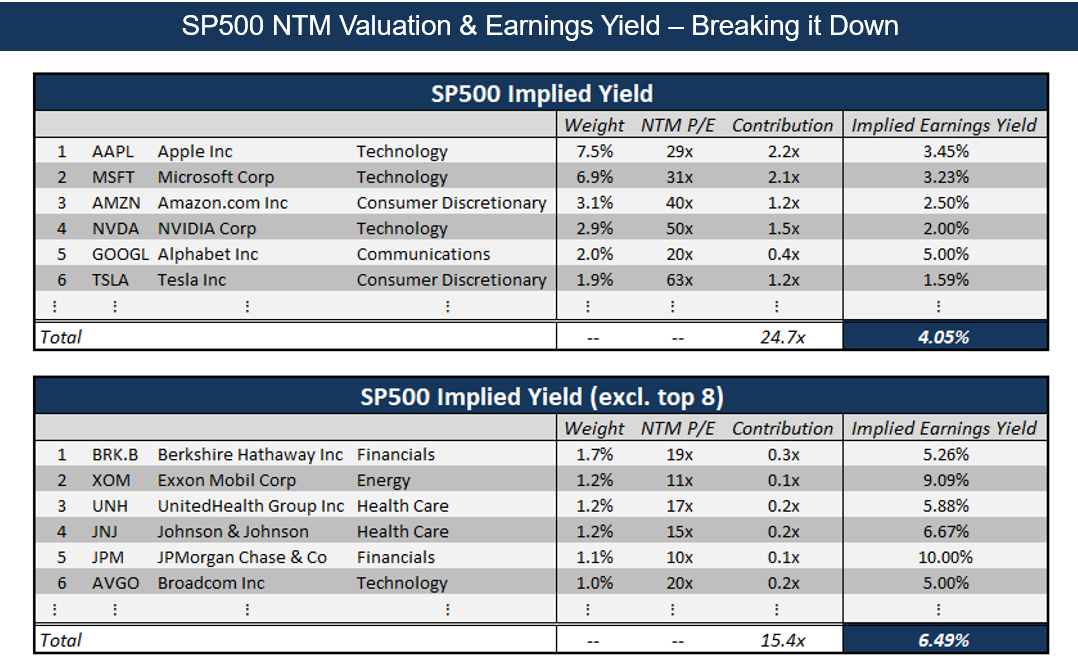 SP500 NTM Valuation & Earnings Yield – Breaking it Down
SP500 Implied Yield
Weight NTM P/E Contribution Implied Earnings Yield
1 AAPL Apple Inc Technology 7.5% 29x 2.2x 3.45%
2 MSFT Microsoft Corp Technology 6.9% 31x 2.1x 3.23%
3 AMZN Amazon.com Inc Consumer Discretionary 3.1% 40x 1.2x 2.50%
4 NVDA NVIDIA Corp Technology 2.9% 50x 1.5x 2.00%
5 GOOGL Alphabet Inc Communications 2.0% 20x 0.4x 5.00%
6 TSLA Tesla Inc Consumer Discretionary 1.9% 63x 1.2x 1.59%
⋮ ⋮ ⋮ ⋮ ⋮ ⋮ ⋮ ⋮
Total -- -- 24.7x 4.05%
SP500 Implied Yield (excl. top 8)
Weight NTM P/E Contribution Implied Earnings Yield
1 BRK.B Berkshire Hathaway Inc Financials 1.7% 19x 0.3x 5.26%
2 XOM Exxon Mobil Corp Energy 1.2% 11x 0.1x 9.09%
3 UNH UnitedHealth Group Inc Health Care 1.2% 17x 0.2x 5.88%
4 JNJ Johnson & Johnson Health Care 1.2% 15x 0.2x 6.67%
5 JPM JPMorgan Chase & Co Financials 1.1% 10x 0.1x 10.00%
6 AVGO Broadcom Inc Technology 1.0% 20x 0.2x 5.00%
⋮ ⋮ ⋮ ⋮ ⋮ ⋮ ⋮ ⋮
Total -- -- 15.4x 6.49%